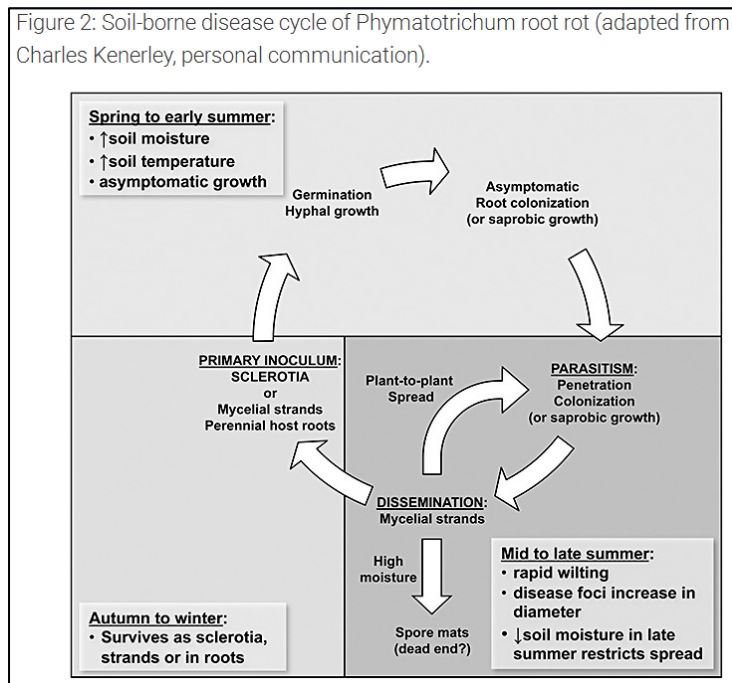 Figure 2: Soil-borne disease cycle of Phymatotrichum root rot (adapted from
Charles Kenerley, personal communication).
Spring to early summer:
• ↑soil moisture
• ↑soil temperature
• asymptomatic growth
Germination
Hyphal growth
Asymptomatic
Root colonization
(or saprobic growth)
PRIMARY INOCULUM:
SCLEROTIA
or
Mycelial strands
Perennial host roots
Plant-to-plant
Spread
PARASITISM:
Penetration
Colonization
(or saprobic growth)
DISSEMINATION:
Mycelial strands
High
moisture
Spore mats
(dead end?)
Mid to late summer:
• rapid wilting
• disease foci increase in
diameter
• ↓soil moisture in late
summer restricts spread
Autumn to winter:
• Survives as sclerotia,
strands or in roots